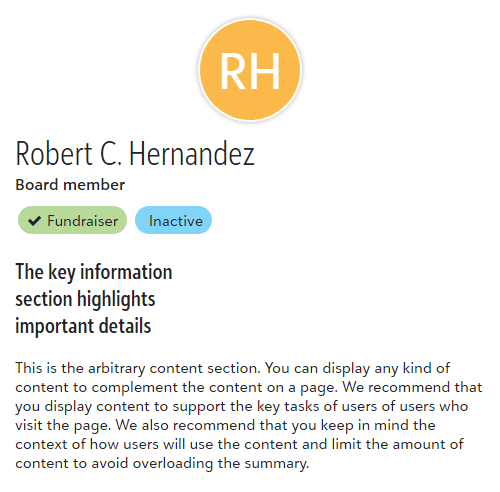 RH
Robert C. Hernandez
Board member
Fundraiser Inactive
The key information
section highlights
important details
This is the arbitrary content section. You can display any kind of
content to complement the content on a page. We recommend that
you display content to support the key tasks of users of users who
visit the page. We also recommend that you keep in mind the
context of how users will use the content and limit the amount of
content to avoid overloading the summary.